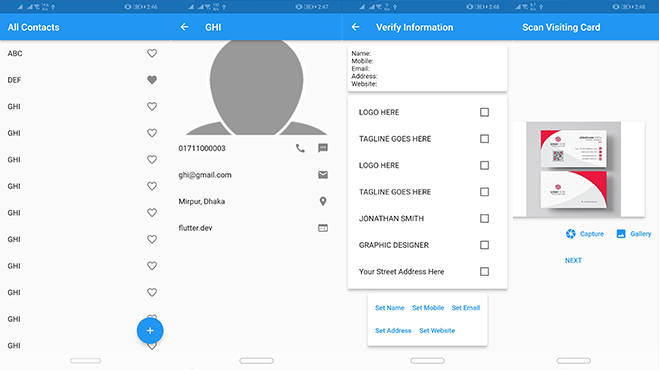 2:46
All Contacts
ABC
DEF
GHI
GHI
GHI
GHI
GHI
GHI
GHI
GHI
GHI
GHI
2:47
GHI
01711000003
ghi@gmail.com
Mirpur, Dhaka
flutter.dev
2:48
Verify Information
Name:
Mobile:
Email:
Address:
Website:
LOGO HERE
TAGLINE GOES HERE
LOGO HERE
TAGLINE GOES HERE
JONATHAN SMITH
GRAPHIC DESIGNER
Your Street Address Here
Set Name Set Mobile Set Email
Set Address Set Website
2:48
Scan Visiting Card
Capture Gallery
NEXT